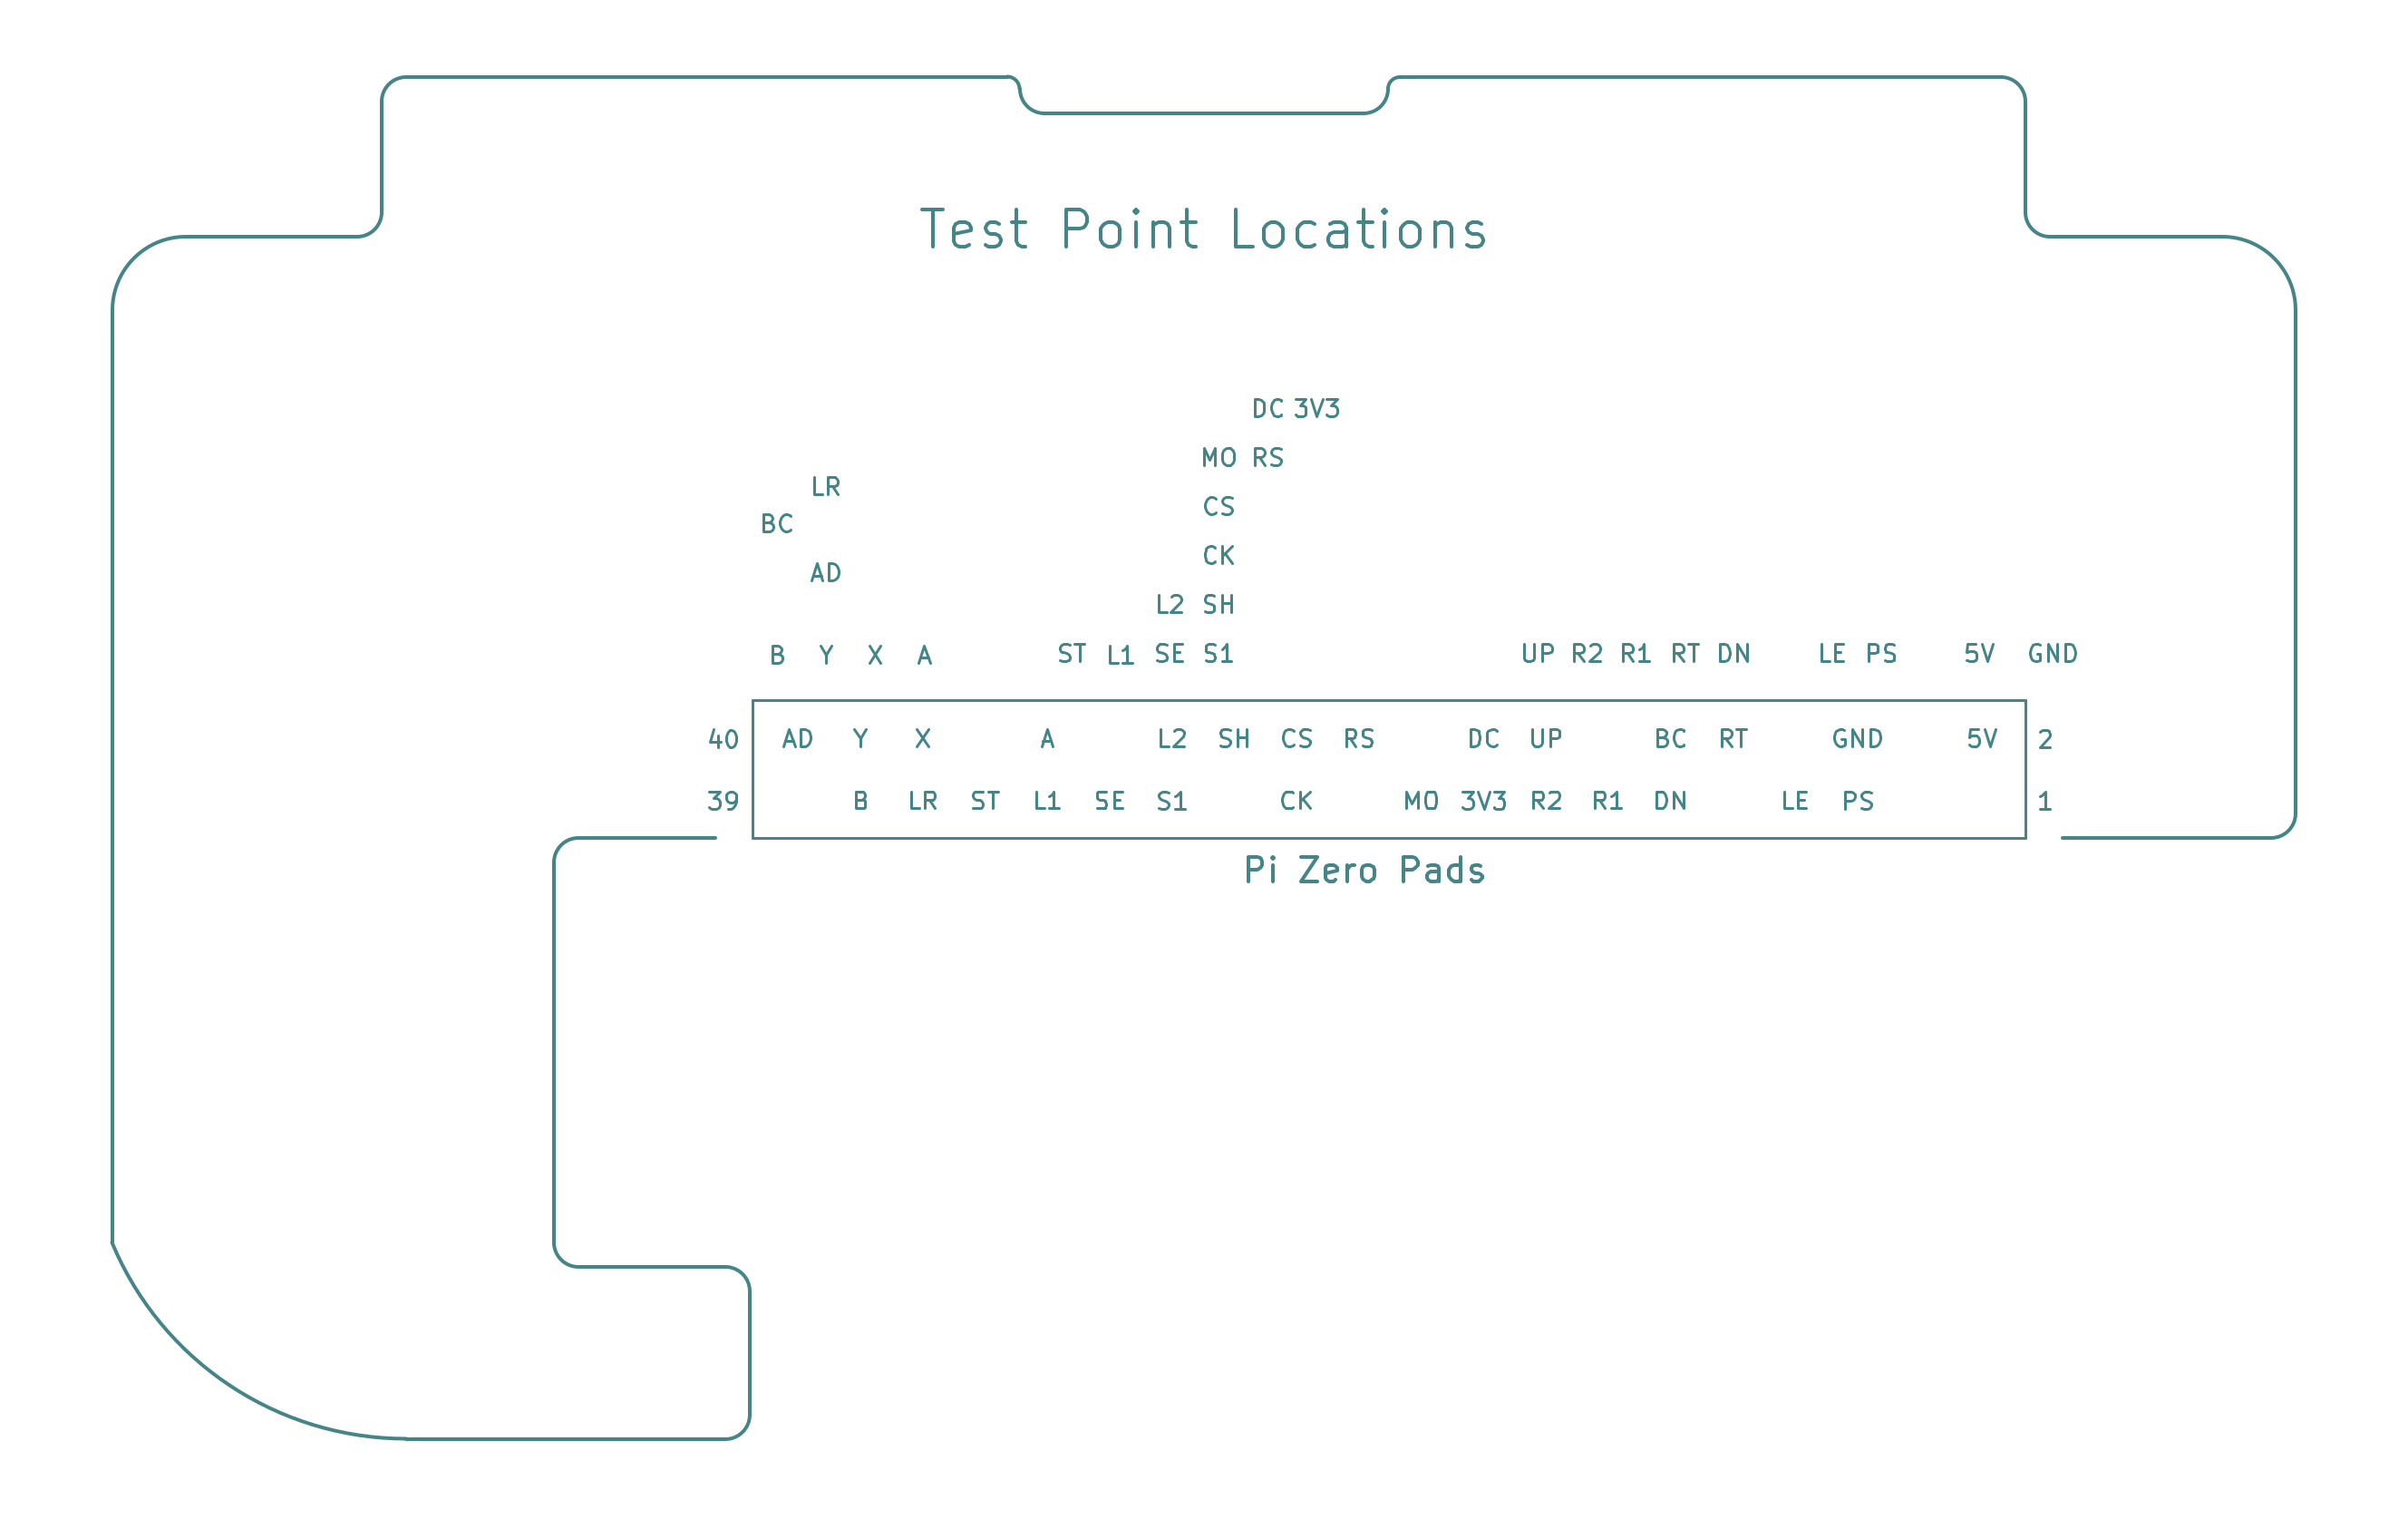 Test Point Locations
DC 3V3
MO RS
LR
CS
BC
CK
AD
L2 SH
B Y X A ST L1 SE S1 UP R2 R1 RT DN LE PS 5V GND
40 AD Y X A L2 SH CS RS DC UP BC RT GND 5V 2
39 B LR ST L1 SE S1 CK MO 3V3 R2 R1 DN LE PS 1
Pi Zero Pads